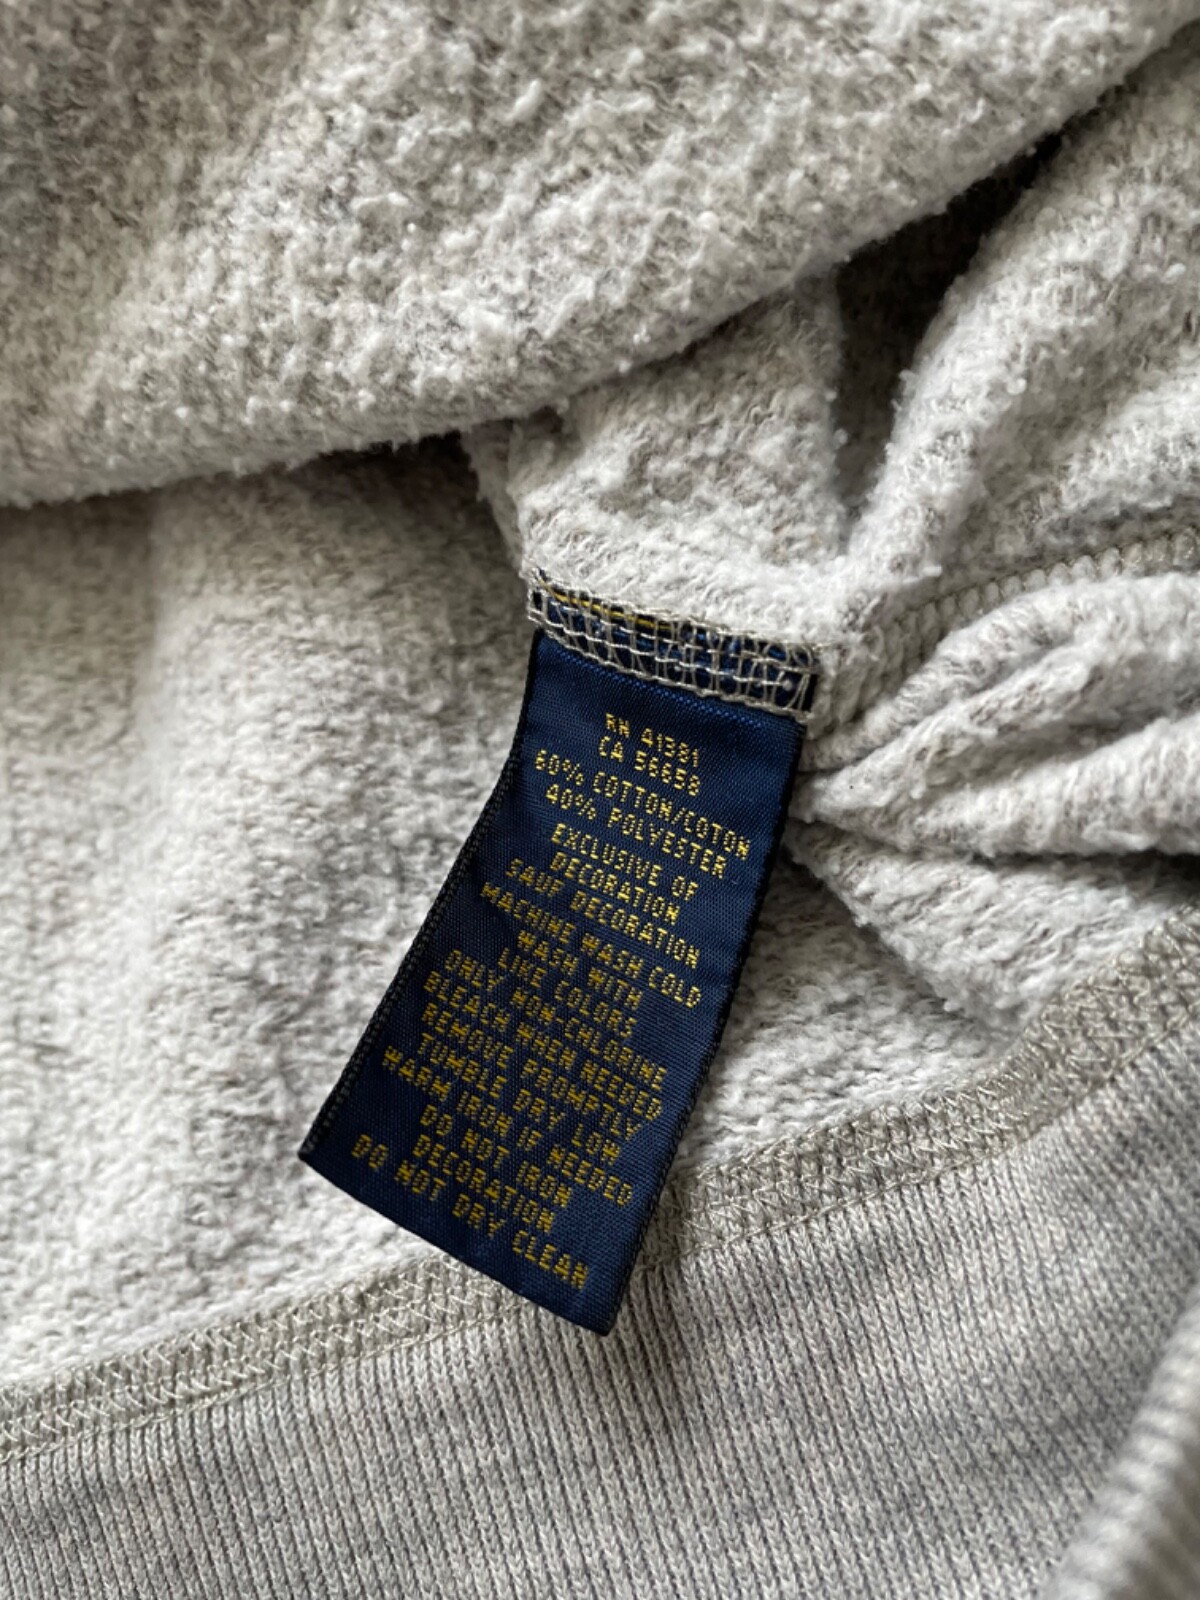 RN 41381
CA 56658
60% COTTON/COTON
40% POLYESTER
EXCLUSIVE OF
DECORATION
SAUF DECORATION
MACHINE WASH COLD
WASH WITH
LIKE COLORS
ONLY NON-CHLORINE
BLEACH WHEN NEEDED
REMOVE PROMPTLY
TUMBLE DRY LOW
WARM IRON IF NEEDED
DO NOT IRON
DECORATION
DO NOT DRY CLEAN